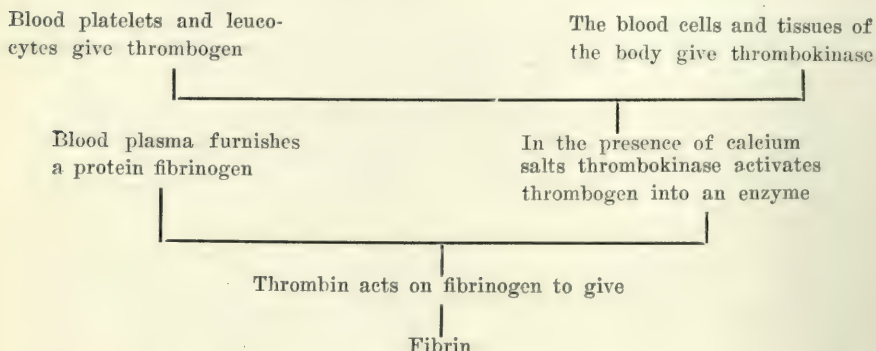 Blood platelets and leuco-
cytes give thrombogen
The blood cells and tissues of
the body give thrombokinase
Blood plasma furnishes
a protein fibrinogen
In the presence of calcium
salts thrombokinase activates
thrombogen into an enzyme
Thrombin acts on fibrinogen to give
Fibrin